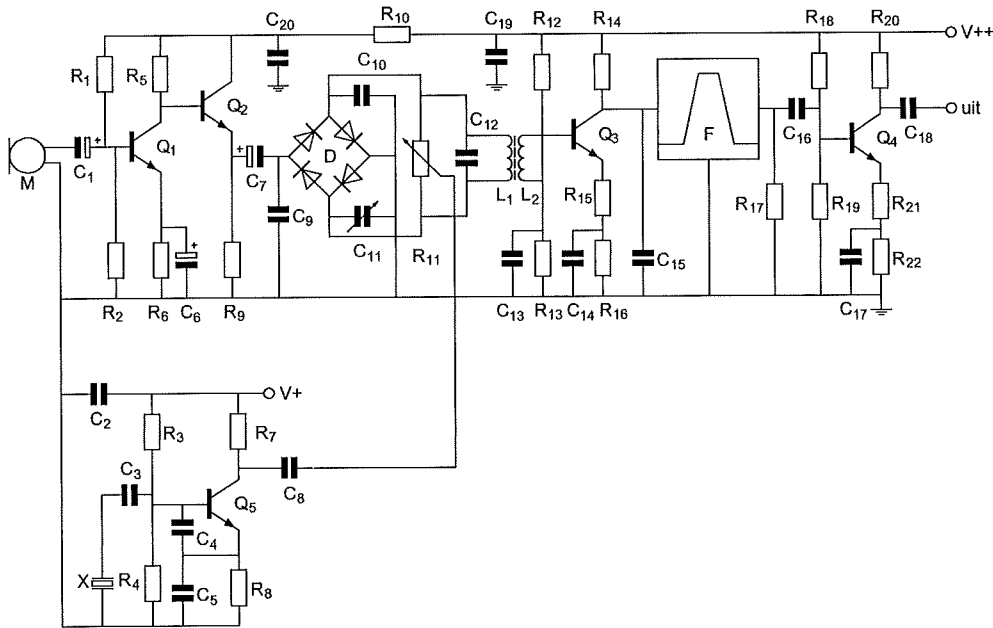 C20 R10 C19 R12 R14 R18 R20
V++
R1 R5 C10
Q2 C12 Q3 F C16 Q4 C18 uit
M C1 + Q1 + C7 D
L1 L2 R15 R17 R19 R21
C9 C11 R11 C15 R22
+
R2 R6 C6 R9 C13 R13 C14 R16 C17
V+
C2 R3 R7
C3 C8
Q5
C4
X R4 C5 R8